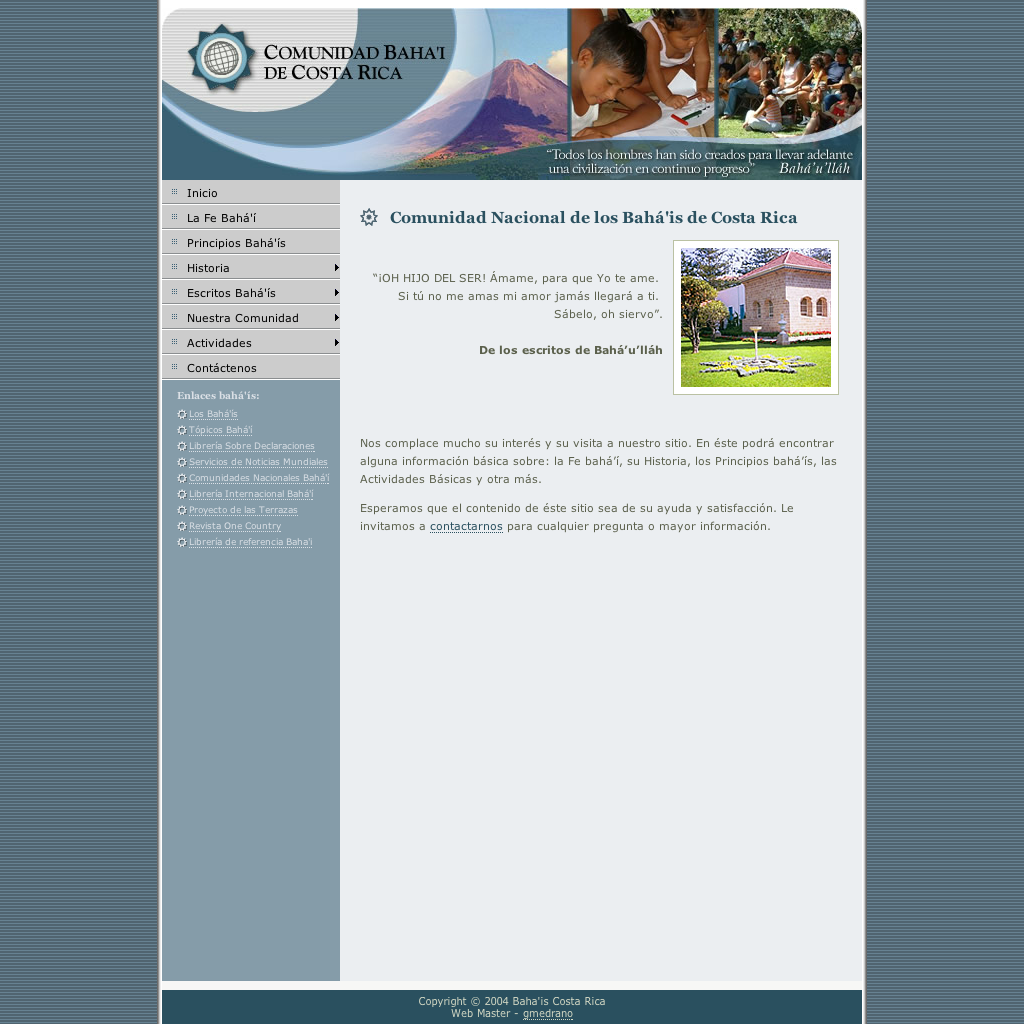 COMUNIDAD BAHA'I
DE COSTA RICA
“Todos los hombres han sido creados para llevar adelante
una civilización en continuo progreso” Bahá’u’lláh
Inicio
La Fe Bahá'í
Principios Bahá'ís
Historia
Escritos Bahá'ís
Nuestra Comunidad
Actividades
Contáctenos
Enlaces bahá'ís:
Los Bahá'ís
Tópicos Bahá'í
Librería Sobre Declaraciones
Servicios de Noticias Mundiales
Comunidades Nacionales Bahá'í
Librería Internacional Bahá'í
Proyecto de las Terrazas
Revista One Country
Librería de referencia Baha'i
Comunidad Nacional de los Bahá'is de Costa Rica
“¡OH HIJO DEL SER! Ámame, para que Yo te ame.
Si tú no me amas mi amor jamás llegará a ti.
Sábelo, oh siervo”.
De los escritos de Bahá’u’lláh
Nos complace mucho su interés y su visita a nuestro sitio. En éste podrá encontrar
alguna información básica sobre: la Fe bahá’í, su Historia, los Principios bahá’ís, las
Actividades Básicas y otra más.
Esperamos que el contenido de éste sitio sea de su ayuda y satisfacción. Le
invitamos a contactarnos para cualquier pregunta o mayor información.
Copyright © 2004 Baha'is Costa Rica
Web Master - gmedrano